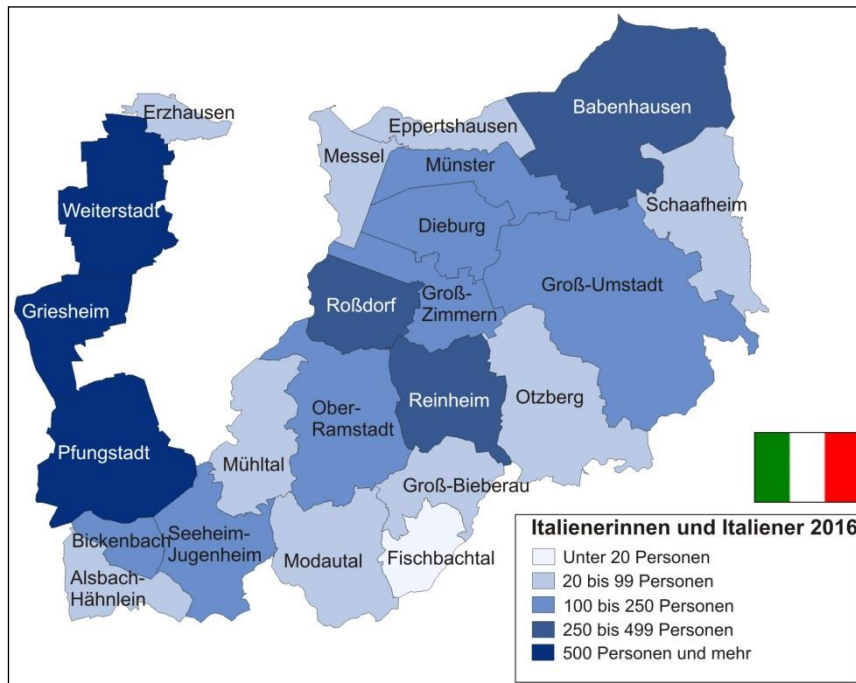 Erzhausen
Babenhausen
Eppertshausen
Messel
Münster
Weiterstadt
Schaafheim
Dieburg
Groß-Umstadt
Griesheim
Roßdorf
Groß-
Zimmern
Reinheim
Otzberg
Ober-
Ramstadt
Pfungstadt
Mühltal
Groß-Bieberau
Bickenbach
Seeheim-
Jugenheim
Modautal
Fischbachtal
Alsbach-
Hähnlein
Italienerinnen und Italiener 2016
Unter 20 Personen
20 bis 99 Personen
100 bis 250 Personen
250 bis 499 Personen
500 Personen und mehr